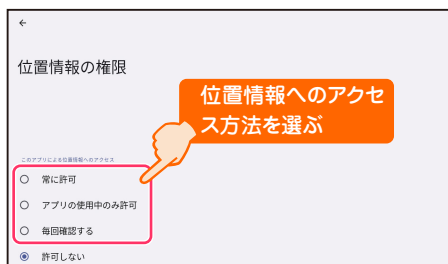 ←
位置情報の権限
位置情報へのアクセ
ス方法を選ぶ
このアプリによる位置情報へのアクセス
常に許可
アプリの使用中のみ許可
毎回確認する
許可しない